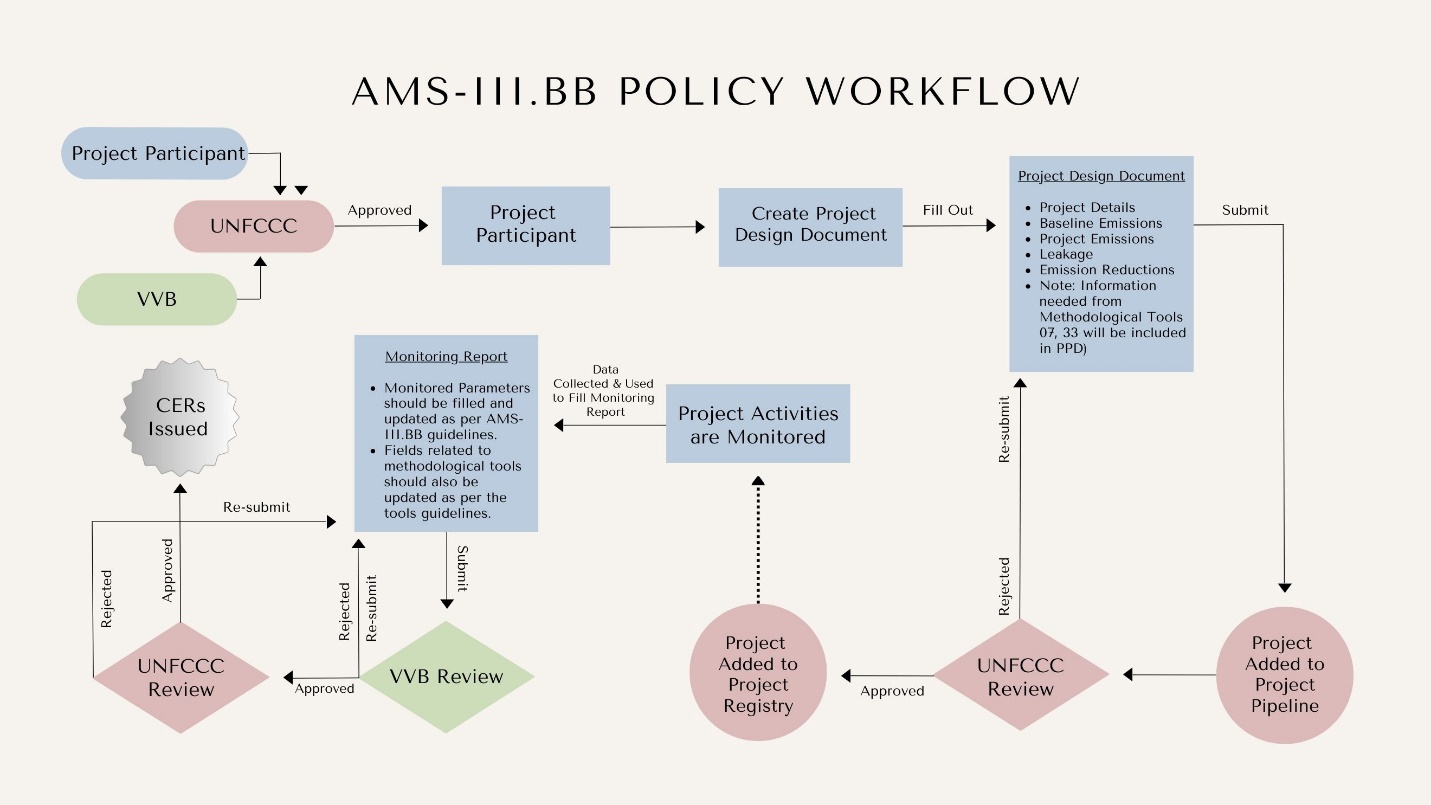 AMS-III.BB POLICY WORKFLOW
Project Participant
UNFCCC
VVB
Approved
Project
Participant
Create Project
Design Document
Fill Out
Project Design Document
• Project Details
• Baseline Emissions
• Project Emissions
• Leakage
• Emission Reductions
• Note: Information
needed from
Methodological Tools
07, 33 will be included
in PPD)
Submit
Project
Added to
Project
Pipeline
UNFCCC
Review
Rejected
Re-submit
Approved
Project
Added to
Project
Registry
Project Activities
are Monitored
Data
Collected & Used
to Fill Monitoring
Report
Monitoring Report
• Monitored Parameters
should be filled and
updated as per AMS-
III.BB guidelines.
• Fields related to
methodological tools
should also be
updated as per the
tools guidelines.
Submit
VVB Review
Rejected
Re-submit
Approved
UNFCCC
Review
Rejected
Re-submit
Approved
CERs
Issued